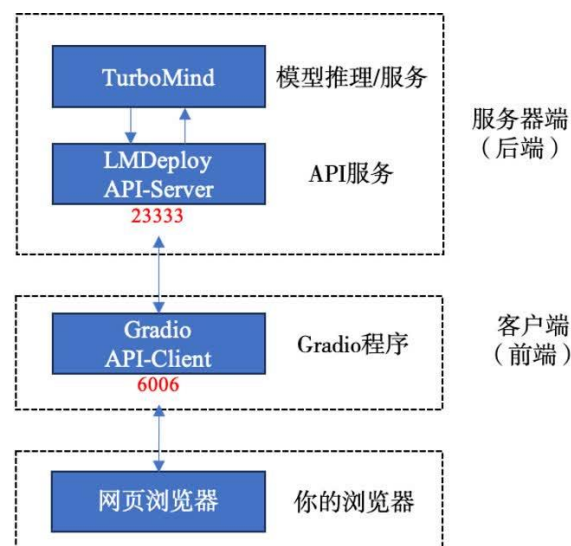 TurboMind
模型推理/服务
LMDeploy
API-Server
23333
API服务
服务器端
（后端）
Gradio
API-Client
6006
Gradio程序
客户端
（前端）
网页浏览器
你的浏览器